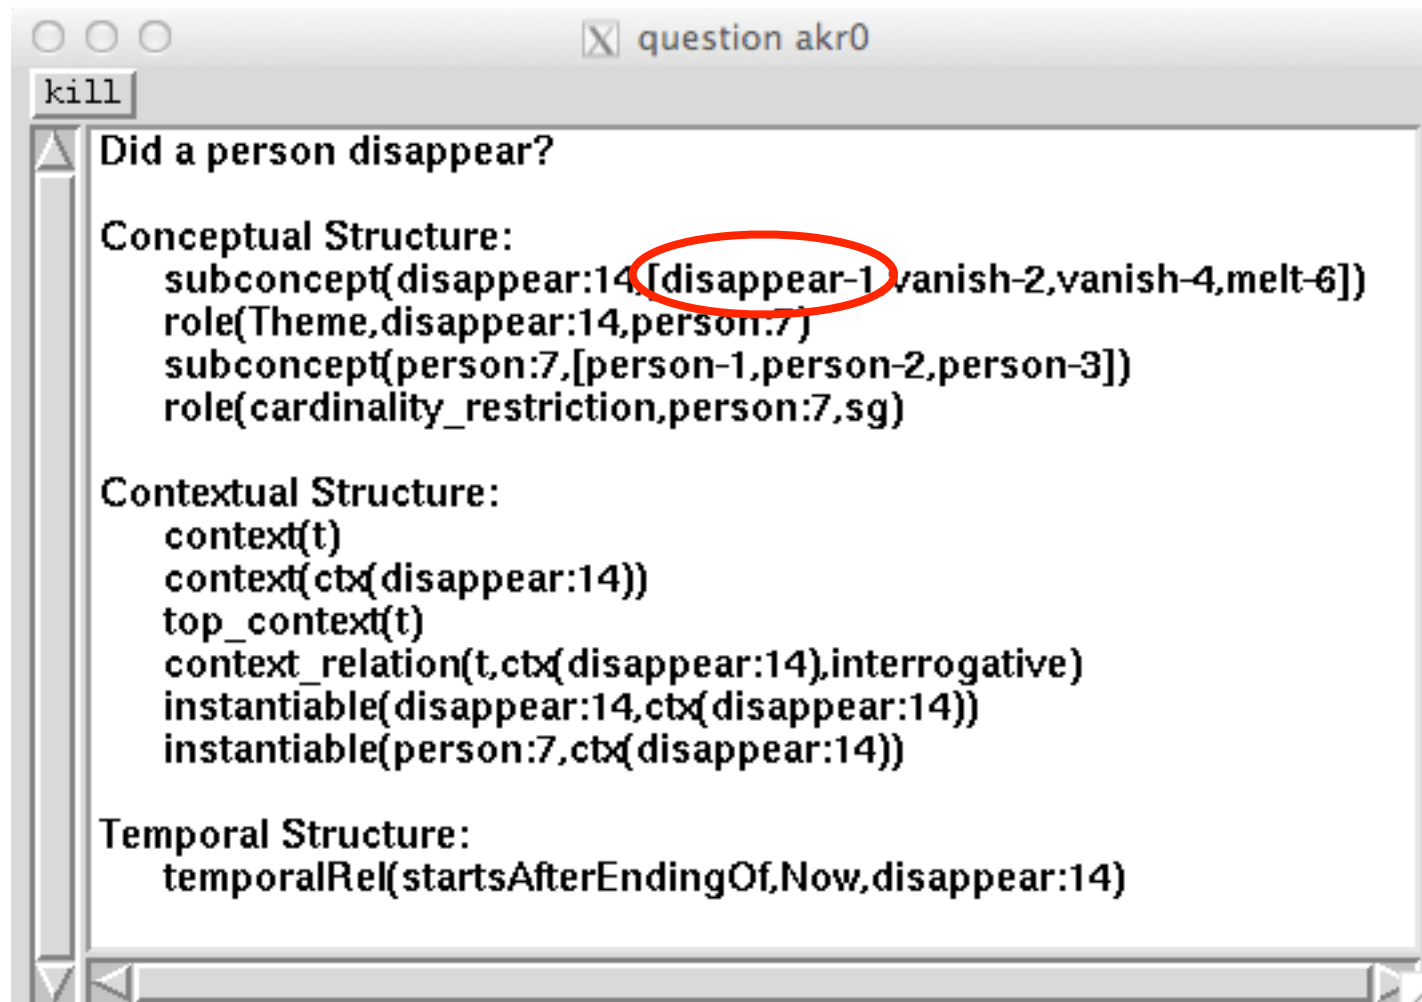 X question akr0
kill
Did a person disappear?
Conceptual Structure:
subconcept(disappear:14,[disappear-1,vanish-2,vanish-4,melt-6])
role(Theme,disappear:14,person:7)
subconcept(person:7,[person-1,person-2,person-3])
role(cardinality_restriction,person:7,sg)
Contextual Structure:
context(t)
context(ctx(disappear:14))
top_context(t)
context_relation(t,ctx(disappear:14),interrogative)
instantiable(disappear:14,ctx(disappear:14))
instantiable(person:7,ctx(disappear:14))
Temporal Structure:
temporalRel(startsAfterEndingOf,Now,disappear:14)